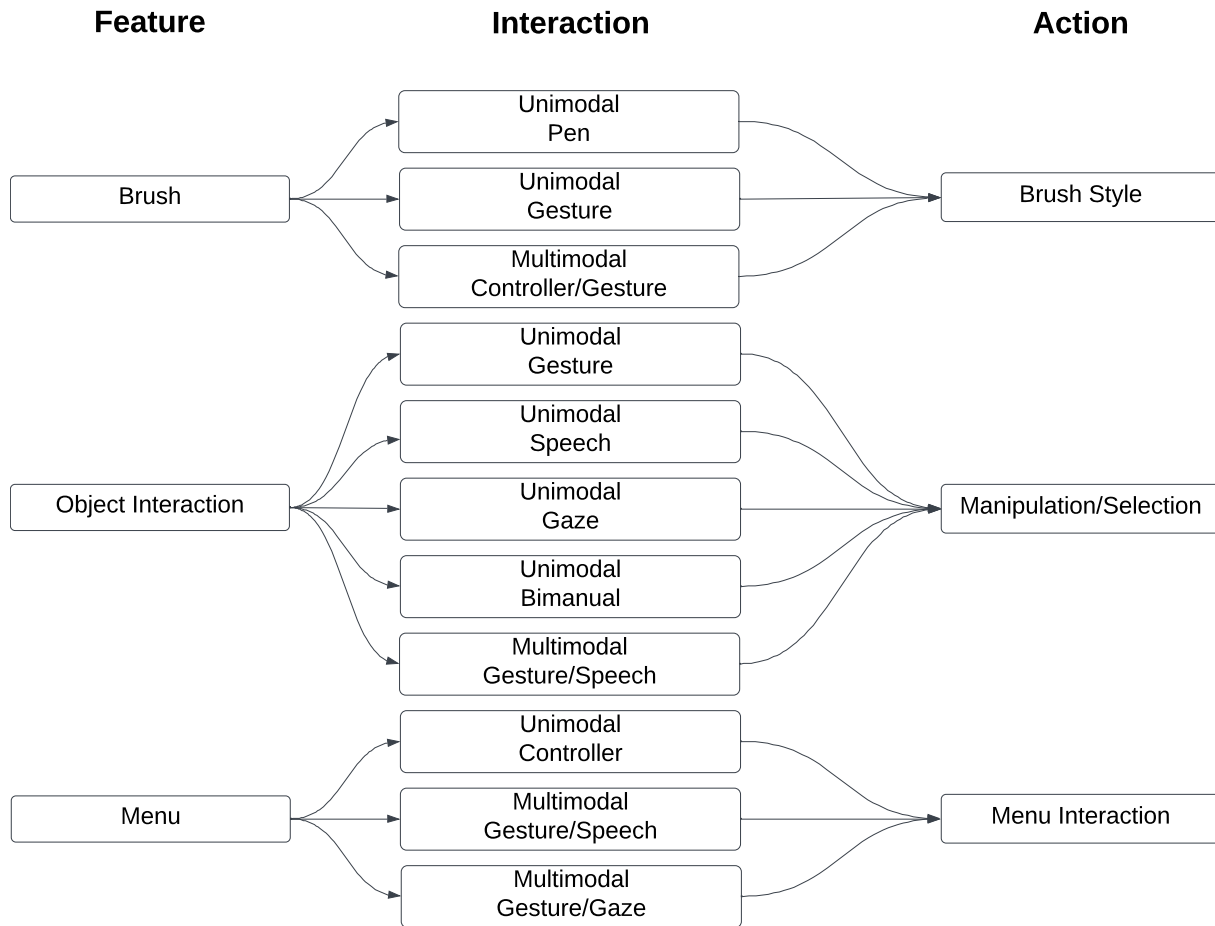 Feature
Interaction
Action
Brush
Unimodal
Pen
Unimodal
Gesture
Multimodal
Controller/Gesture
Brush Style
Object Interaction
Unimodal
Gesture
Unimodal
Speech
Unimodal
Gaze
Unimodal
Bimanual
Multimodal
Gesture/Speech
Manipulation/Selection
Menu
Unimodal
Controller
Multimodal
Gesture/Speech
Multimodal
Gesture/Gaze
Menu Interaction